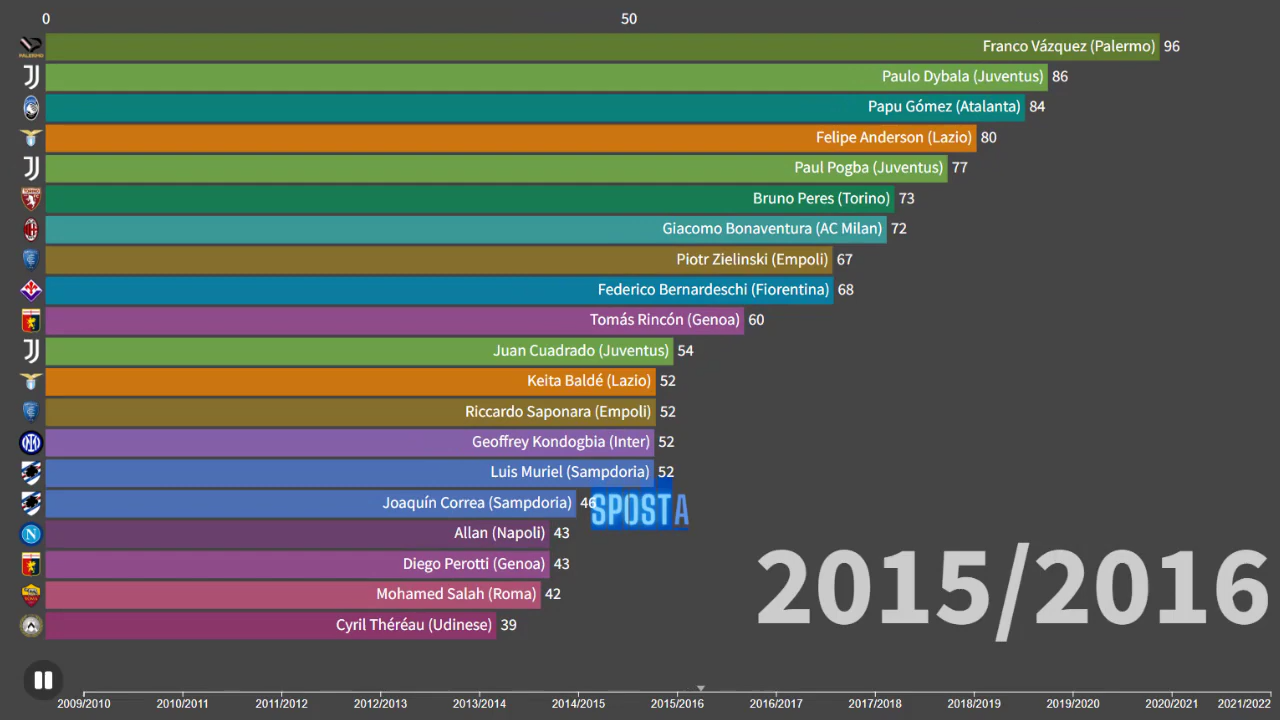 0 50
Franco Vázquez (Palermo) 96
Paulo Dybala (Juventus) 86
Papu Gómez (Atalanta) 84
Felipe Anderson (Lazio) 80
Paul Pogba (Juventus) 77
Bruno Peres (Torino) 73
Giacomo Bonaventura (AC Milan) 72
Piotr Zielinski (Empoli) 67
Federico Bernardeschi (Fiorentina) 68
Tomás Rincón (Genoa) 60
Juan Cuadrado (Juventus) 54
Keita Baldé (Lazio) 52
Riccardo Saponara (Empoli) 52
Geoffrey Kondogbia (Inter) 52
Luis Muriel (Sampdoria) 52
Joaquín Correa (Sampdoria) 46
SPOSTA
Allan (Napoli) 43
Diego Perotti (Genoa) 43
Mohamed Salah (Roma) 42
Cyril Théréau (Udinese) 39
2015/2016
2009/2010 2010/2011 2011/2012 2012/2013 2013/2014 2014/2015 2015/2016 2016/2017 2017/2018 2018/2019 2019/2020 2020/2021 2021/2022